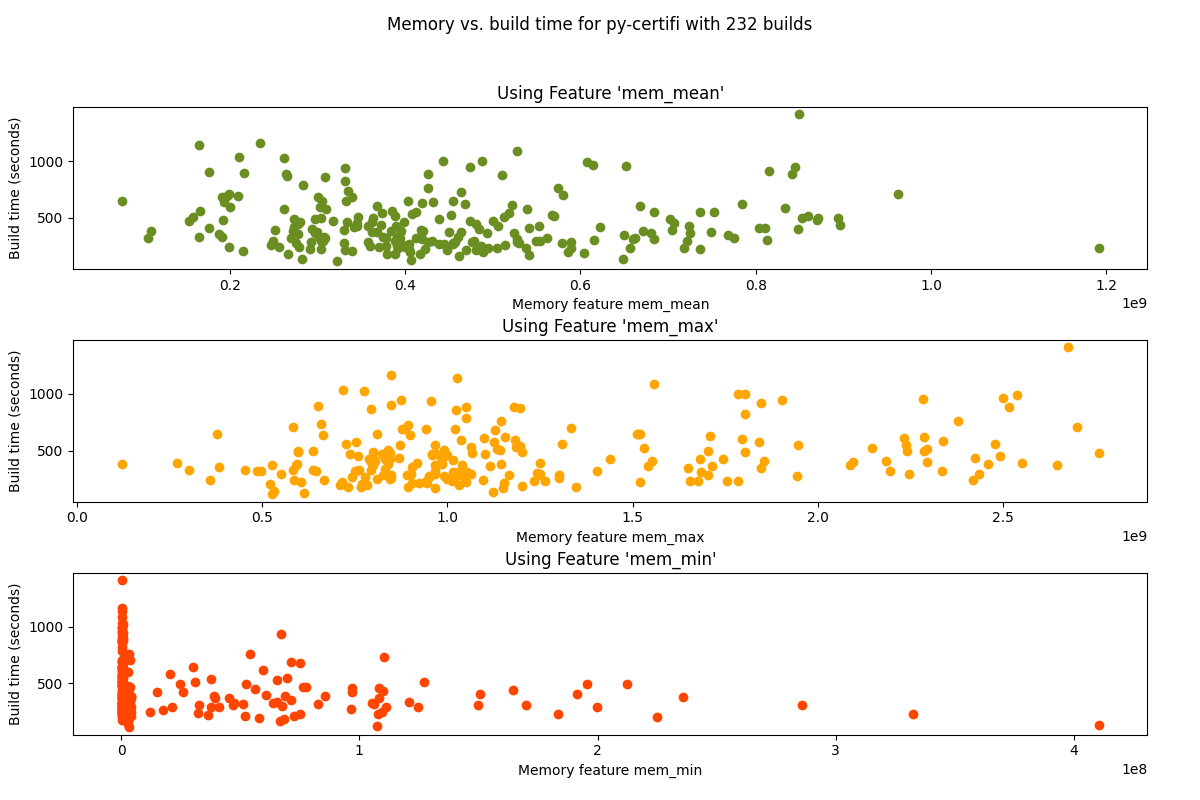 Memory vs. build time for py-certifi with 232 builds
Using Feature 'mem_mean'
Build time (seconds)
1000
500
0.2 0.4 0.6 0.8 1.0 1.2
1e9
Memory feature mem_mean
Using Feature 'mem_max'
Build time (seconds)
1000
500
0.0 0.5 1.0 1.5 2.0 2.5
1e9
Memory feature mem_max
Using Feature 'mem_min'
Build time (seconds)
1000
500
0 1 2 3 4
1e8
Memory feature mem_min